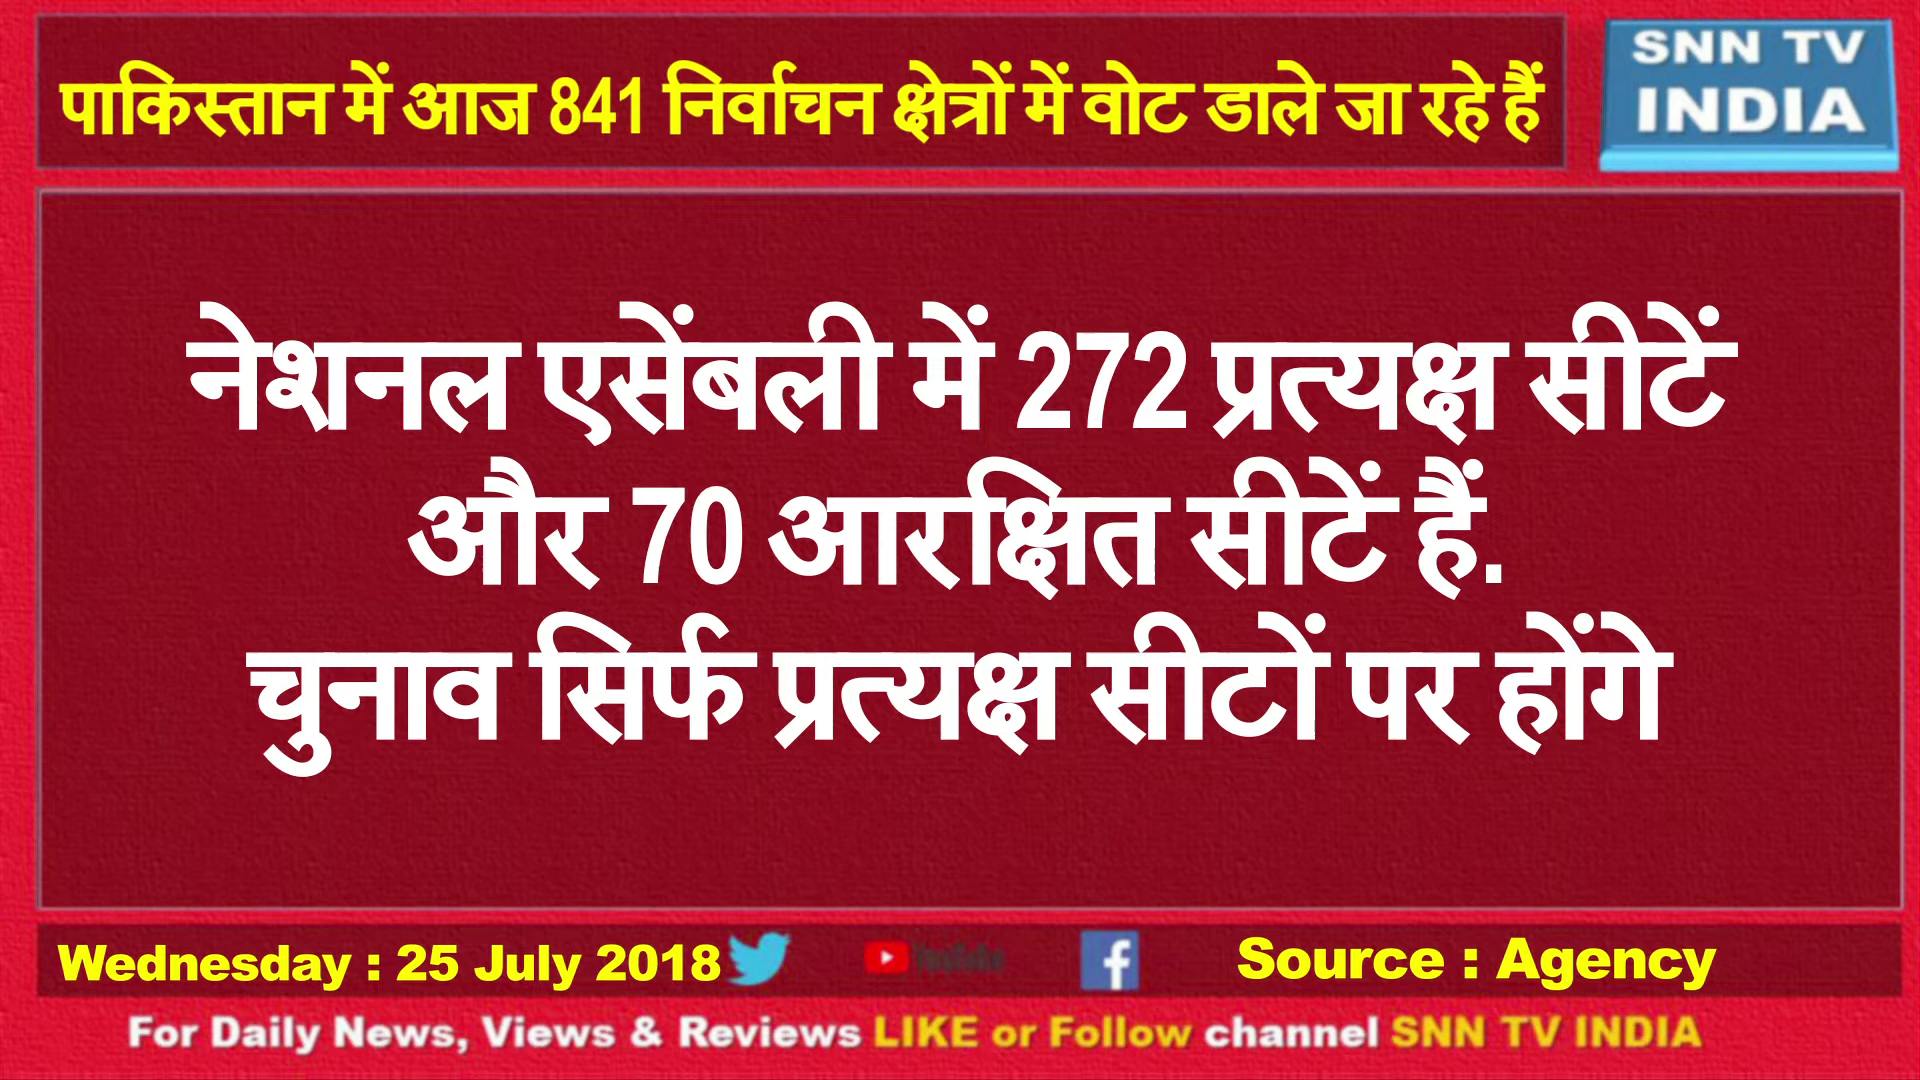 पाकिस्तान में आज 841 निर्वाचन क्षेत्रों में वोट डाले जा रहे हैं
SNN TV
INDIA
नेशनल एसेंबली में 272 प्रत्यक्ष सीटें
और 70 आरक्षित सीटें हैं.
चुनाव सिर्फ प्रत्यक्ष सीटों पर होंगे
Wednesday : 25 July 2018
YouTube
Source : Agency
For Daily News, Views & Reviews LIKE or Follow channel SNN TV INDIA